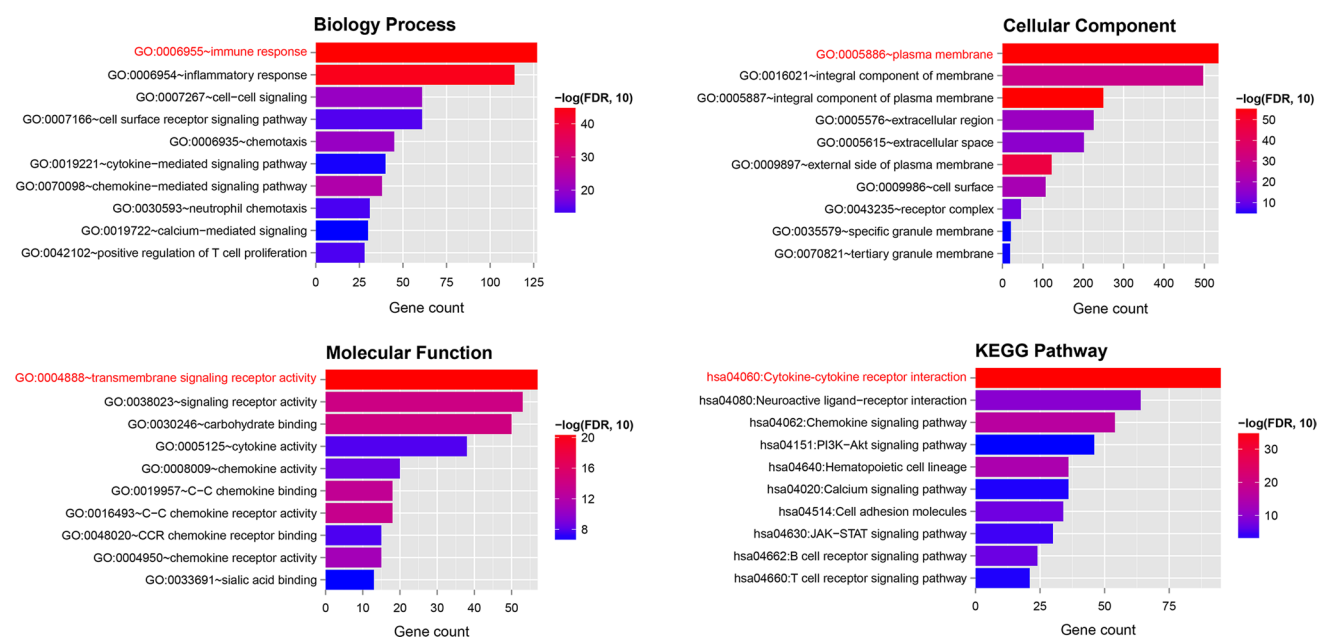 Biology Process
GO:0006955~immune response
GO:0006954~inflammatory response
GO:0007267~cell−cell signaling
GO:0007166~cell surface receptor signaling pathway
GO:0006935~chemotaxis
GO:0019221~cytokine−mediated signaling pathway
GO:0070098~chemokine−mediated signaling pathway
GO:0030593~neutrophil chemotaxis
GO:0019722~calcium−mediated signaling
GO:0042102~positive regulation of T cell proliferation
0 25 50 75 100 125
Gene count
−log(FDR, 10)
40
30
20
Cellular Component
GO:0005886~plasma membrane
GO:0016021~integral component of membrane
GO:0005887~integral component of plasma membrane
GO:0005576~extracellular region
GO:0005615~extracellular space
GO:0009897~external side of plasma membrane
GO:0009986~cell surface
GO:0043235~receptor complex
GO:0035579~specific granule membrane
GO:0070821~tertiary granule membrane
0 100 200 300 400 500
Gene count
−log(FDR, 10)
50
40
30
20
10
Molecular Function
GO:0004888~transmembrane signaling receptor activity
GO:0038023~signaling receptor activity
GO:0030246~carbohydrate binding
GO:0005125~cytokine activity
GO:0008009~chemokine activity
GO:0019957~C−C chemokine binding
GO:0016493~C−C chemokine receptor activity
GO:0048020~CCR chemokine receptor binding
GO:0004950~chemokine receptor activity
GO:0033691~sialic acid binding
0 10 20 30 40 50
Gene count
−log(FDR, 10)
20
16
12
8
KEGG Pathway
hsa04060:Cytokine-cytokine receptor interaction
hsa04080:Neuroactive ligand−receptor interaction
hsa04062:Chemokine signaling pathway
hsa04151:PI3K−Akt signaling pathway
hsa04640:Hematopoietic cell lineage
hsa04020:Calcium signaling pathway
hsa04514:Cell adhesion molecules
hsa04630:JAK−STAT signaling pathway
hsa04662:B cell receptor signaling pathway
hsa04660:T cell receptor signaling pathway
0 25 50 75
Gene count
−log(FDR, 10)
30
20
10